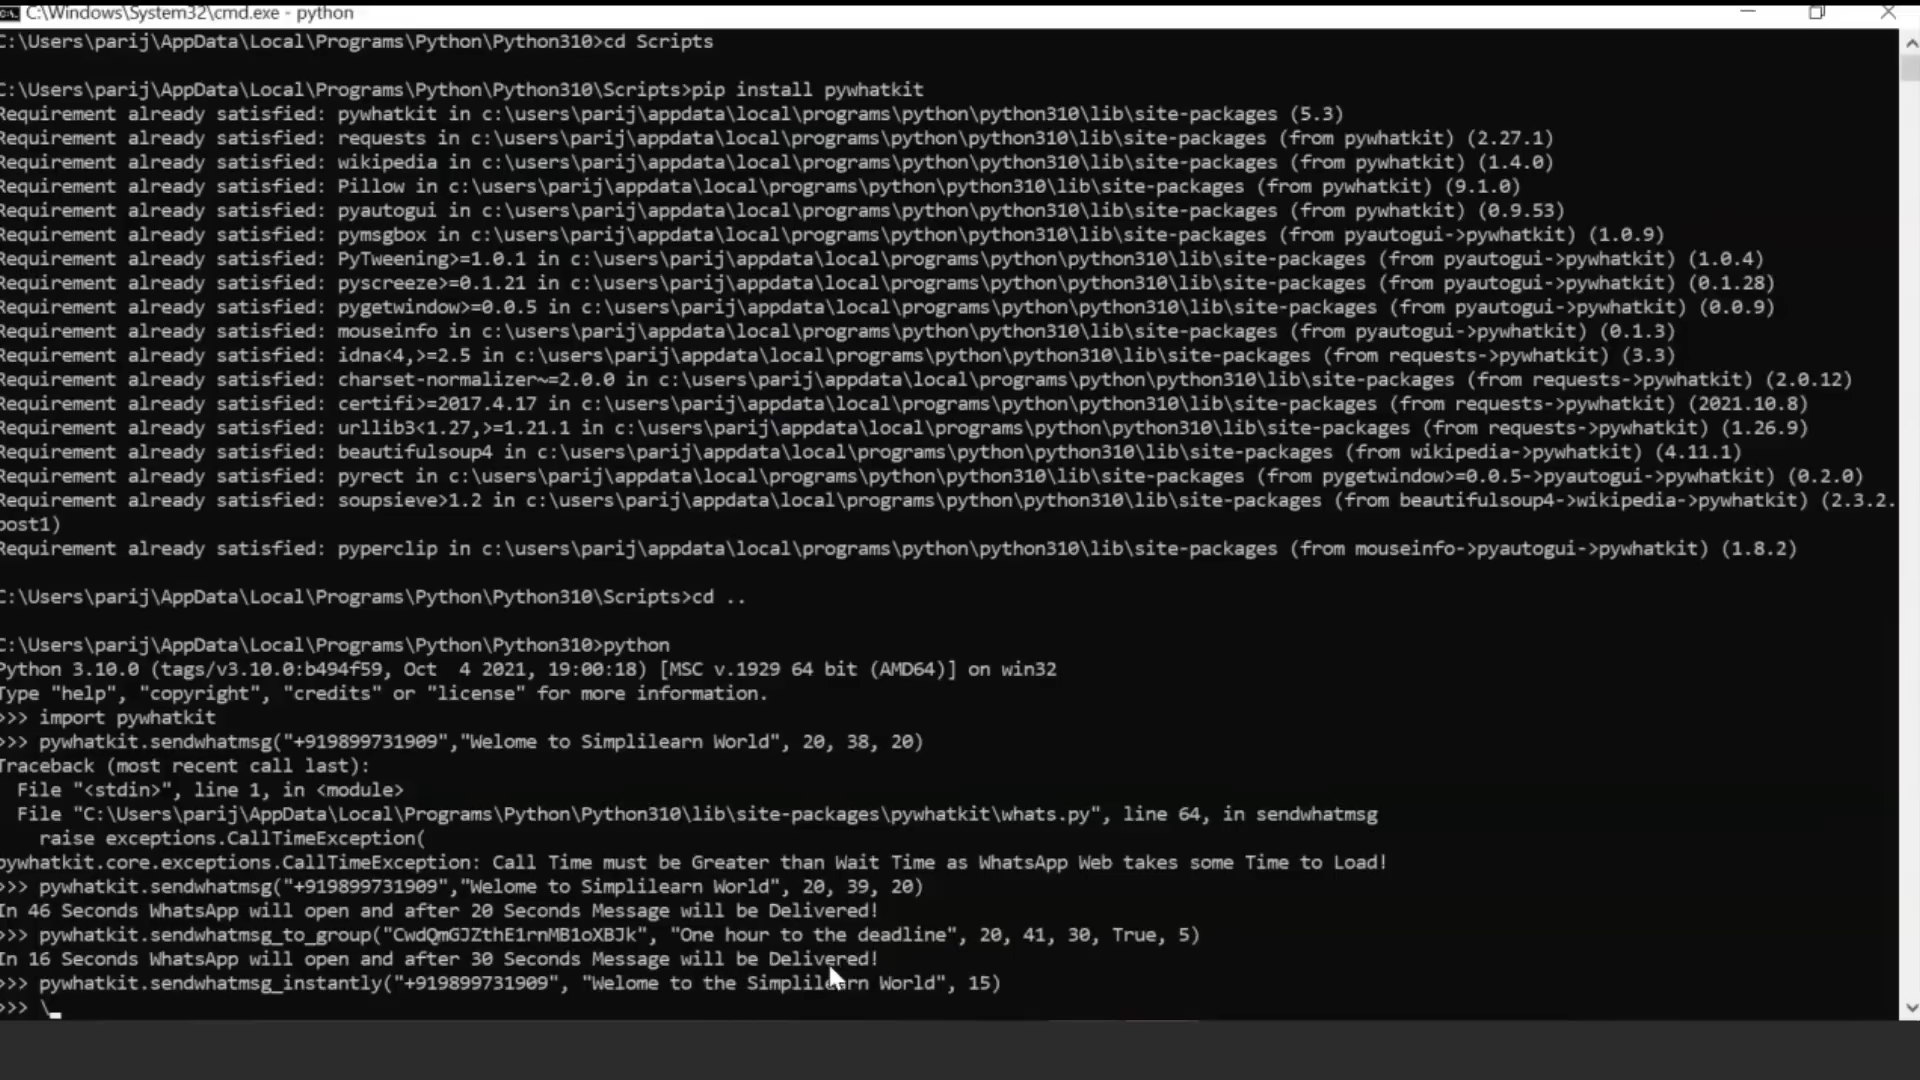 C:\Windows\System32\cmd.exe - python
C:\Users\parij\AppData\Local\Programs\Python\Python310>cd Scripts
C:\Users\parij\AppData\Local\Programs\Python\Python310\Scripts>pip install pywhatkit
Requirement already satisfied: pywhatkit in c:\users\parij\appdata\local\programs\python\python310\lib\site-packages (5.3)
Requirement already satisfied: requests in c:\users\parij\appdata\local\programs\python\python310\lib\site-packages (from pywhatkit) (2.27.1)
Requirement already satisfied: wikipedia in c:\users\parij\appdata\local\programs\python\python310\lib\site-packages (from pywhatkit) (1.4.0)
Requirement already satisfied: Pillow in c:\users\parij\appdata\local\programs\python\python310\lib\site-packages (from pywhatkit) (9.1.0)
Requirement already satisfied: pyautogui in c:\users\parij\appdata\local\programs\python\python310\lib\site-packages (from pywhatkit) (0.9.53)
Requirement already satisfied: pymsgbox in c:\users\parij\appdata\local\programs\python\python310\lib\site-packages (from pyautogui->pywhatkit) (1.0.9)
Requirement already satisfied: PyTweening>=1.0.1 in c:\users\parij\appdata\local\programs\python\python310\lib\site-packages (from pyautogui->pywhatkit) (1.0.4)
Requirement already satisfied: pyscreeze>=0.1.21 in c:\users\parij\appdata\local\programs\python\python310\lib\site-packages (from pyautogui->pywhatkit) (0.1.28)
Requirement already satisfied: pygetwindow>=0.0.5 in c:\users\parij\appdata\local\programs\python\python310\lib\site-packages (from pyautogui->pywhatkit) (0.0.9)
Requirement already satisfied: mouseinfo in c:\users\parij\appdata\local\programs\python\python310\lib\site-packages (from pyautogui->pywhatkit) (0.1.3)
Requirement already satisfied: idna<4,>=2.5 in c:\users\parij\appdata\local\programs\python\python310\lib\site-packages (from requests->pywhatkit) (3.3)
Requirement already satisfied: charset-normalizer~=2.0.0 in c:\users\parij\appdata\local\programs\python\python310\lib\site-packages (from requests->pywhatkit) (2.0.12)
Requirement already satisfied: certifi>=2017.4.17 in c:\users\parij\appdata\local\programs\python\python310\lib\site-packages (from requests->pywhatkit) (2021.10.8)
Requirement already satisfied: urllib3<1.27,>=1.21.1 in c:\users\parij\appdata\local\programs\python\python310\lib\site-packages (from requests->pywhatkit) (1.26.9)
Requirement already satisfied: beautifulsoup4 in c:\users\parij\appdata\local\programs\python\python310\lib\site-packages (from wikipedia->pywhatkit) (4.11.1)
Requirement already satisfied: pyrect in c:\users\parij\appdata\local\programs\python\python310\lib\site-packages (from pygetwindow>=0.0.5->pyautogui->pywhatkit) (0.2.0)
Requirement already satisfied: soupsieve>1.2 in c:\users\parij\appdata\local\programs\python\python310\lib\site-packages (from beautifulsoup4->wikipedia->pywhatkit) (2.3.2.
post1)
Requirement already satisfied: pyperclip in c:\users\parij\appdata\local\programs\python\python310\lib\site-packages (from mouseinfo->pyautogui->pywhatkit) (1.8.2)
C:\Users\parij\AppData\Local\Programs\Python\Python310\Scripts>cd ..
C:\Users\parij\AppData\Local\Programs\Python\Python310>python
Python 3.10.0 (tags/v3.10.0:b494f59, Oct  4 2021, 19:00:18) [MSC v.1929 64 bit (AMD64)] on win32
Type "help", "copyright", "credits" or "license" for more information.
>>> import pywhatkit
>>> pywhatkit.sendwhatmsg("+919899731909","Welome to Simplilearn World", 20, 38, 20)
Traceback (most recent call last):
  File "<stdin>", line 1, in <module>
  File "C:\Users\parij\AppData\Local\Programs\Python\Python310\lib\site-packages\pywhatkit\whats.py", line 64, in sendwhatmsg
    raise exceptions.CallTimeException(
pywhatkit.core.exceptions.CallTimeException: Call Time must be Greater than Wait Time as WhatsApp Web takes some Time to Load!
>>> pywhatkit.sendwhatmsg("+919899731909","Welome to Simplilearn World", 20, 39, 20)
In 46 Seconds WhatsApp will open and after 20 Seconds Message will be Delivered!
>>> pywhatkit.sendwhatmsg_to_group("CwdQmGJZthE1rnMB1oXBJk", "One hour to the deadline", 20, 41, 30, True, 5)
In 16 Seconds WhatsApp will open and after 30 Seconds Message will be Delivered!
>>> pywhatkit.sendwhatmsg_instantly("+919899731909", "Welome to the Simplilearn World", 15)
>>> \